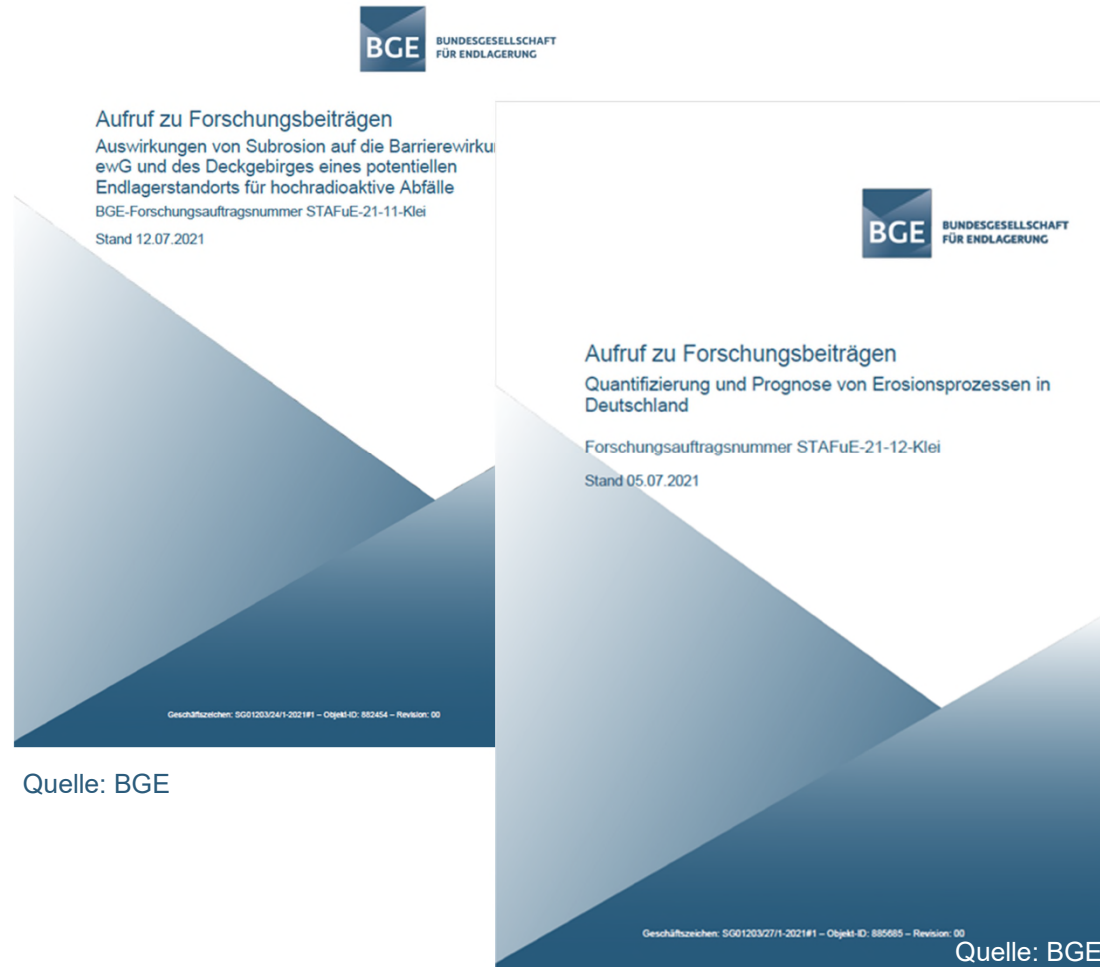 BGE
BUNDESGESELLSCHAFT
FÜR ENDLAGERUNG
Aufruf zu Forschungsbeiträgen
Auswirkungen von Subrosion auf die Barrierewirku
ewG und des Deckgebirges eines potentiellen
Endlagerstandorts für hochradioaktive Abfälle
BGE-Forschungsauftragsnummer STAFuE-21-11-Klei
Stand 12.07.2021
Geschäftszeichen: SG01203/24/1-2021#1 – Objekt-ID: 882454 – Revision: 00
Quelle: BGE
BGE
BUNDESGESELLSCHAFT
FÜR ENDLAGERUNG
Aufruf zu Forschungsbeiträgen
Quantifizierung und Prognose von Erosionsprozessen in
Deutschland
Forschungsauftragsnummer STAFuE-21-12-Klei
Stand 05.07.2021
Geschäftszeichen: SG01203/27/1-2021#1 – Objekt-ID: 885685 – Revision: 00
Quelle: BGE